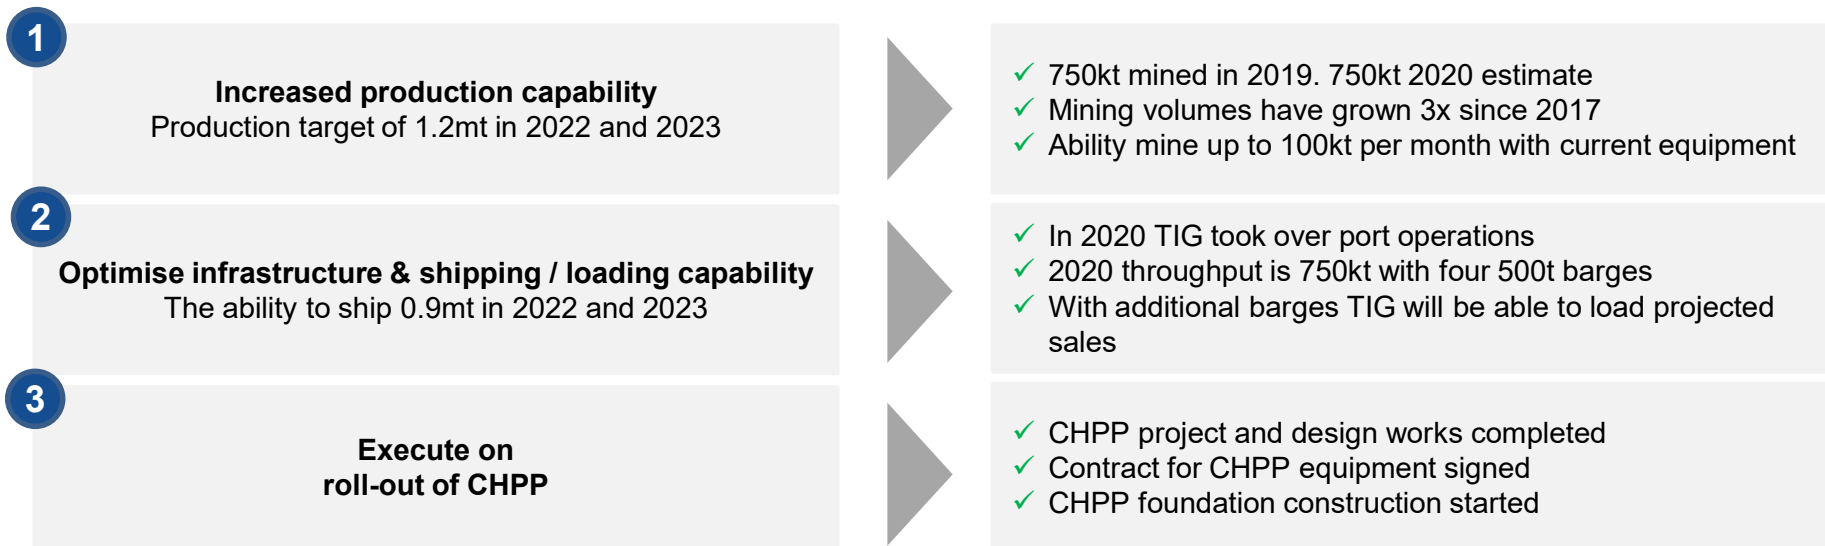 1
Increased production capability
Production target of 1.2mt in 2022 and 2023
✓ 750kt mined in 2019. 750kt 2020 estimate
✓ Mining volumes have grown 3x since 2017
✓ Ability mine up to 100kt per month with current equipment
2
Optimise infrastructure & shipping / loading capability
The ability to ship 0.9mt in 2022 and 2023
✓ In 2020 TIG took over port operations
✓ 2020 throughput is 750kt with four 500t barges
✓ With additional barges TIG will be able to load projected
sales
3
Execute on
roll-out of CHPP
✓ CHPP project and design works completed
✓ Contract for CHPP equipment signed
✓ CHPP foundation construction started